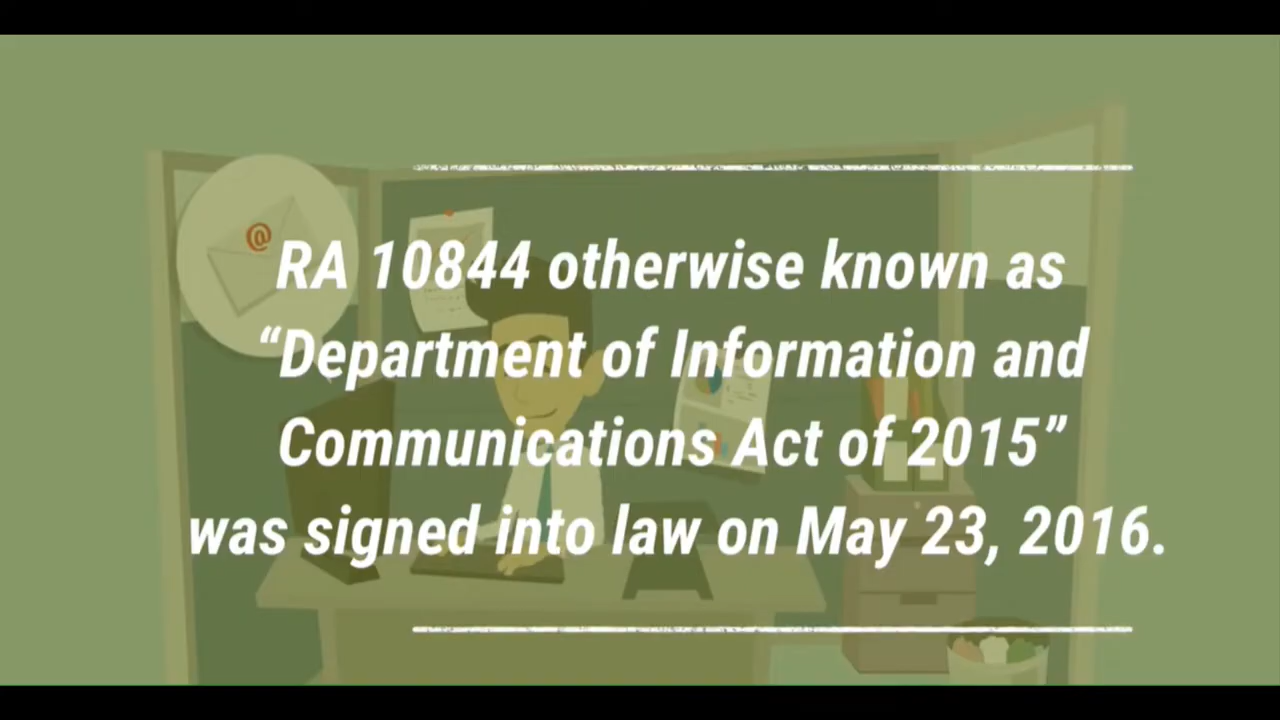 @
RA 10844 otherwise known as
“Department of Information and
Communications Act of 2015”
was signed into law on May 23, 2016.